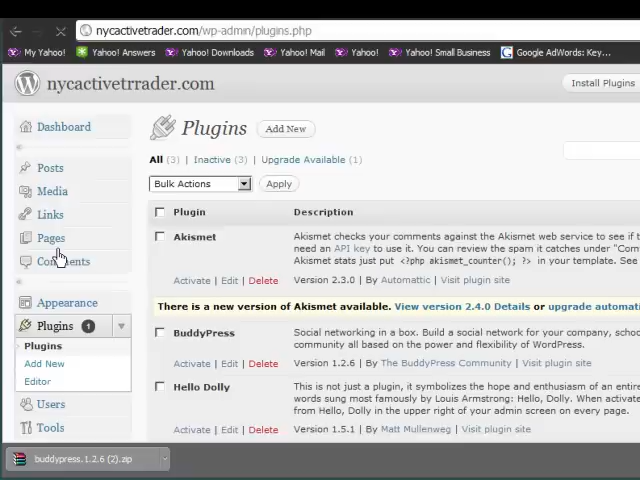 nycactivetrader.com/wp-admin/plugins.php
My Yahoo! Yahoo! Answers Yahoo! Downloads Yahoo! Mail Yahoo! Yahoo! Small Business Google AdWords: Key...
nycactivetrrader.com Install Plugins
Dashboard
Posts
Media
Links
Pages
Appearance
Plugins 1
Plugins
Add New
Editor
Users
Tools
Plugins Add New
All (3) | Inactive (3) | Upgrade Available (1)
Bulk Actions Apply
Plugin Description
Akismet Akismet checks your comments against the Akismet web service to see if
need an API key to use it. You can review the spam it catches under "Com
Akismet stats just put <?php akismet_counter(); ?> in your template. See
Activate | Edit | Delete Version 2.3.0 | By Automattic | Visit plugin site
There is a new version of Akismet available. View version 2.4.0 Details or upgrade automati
BuddyPress Social networking in a box. Build a social network for your company, scho
community all based on the power and flexibility of WordPress.
Activate | Edit | Delete Version 1.2.6 | By The BuddyPress Community | Visit plugin site
Hello Dolly This is not just a plugin, it symbolizes the hope and enthusiasm of an entire
words sung most famously by Louis Armstrong: Hello, Dolly. When activate
from Hello, Dolly in the upper right of your admin screen on every page.
Activate | Edit | Delete Version 1.5.1 | By Matt Mullenweg | Visit plugin site
buddypress.1.2.6 (2).zip